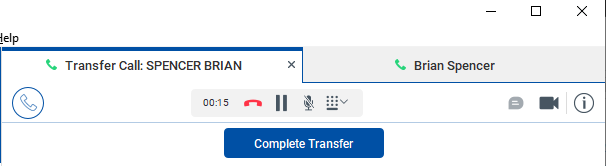 Help
Transfer Call: SPENCER BRIAN
Brian Spencer
00:15
Complete Transfer